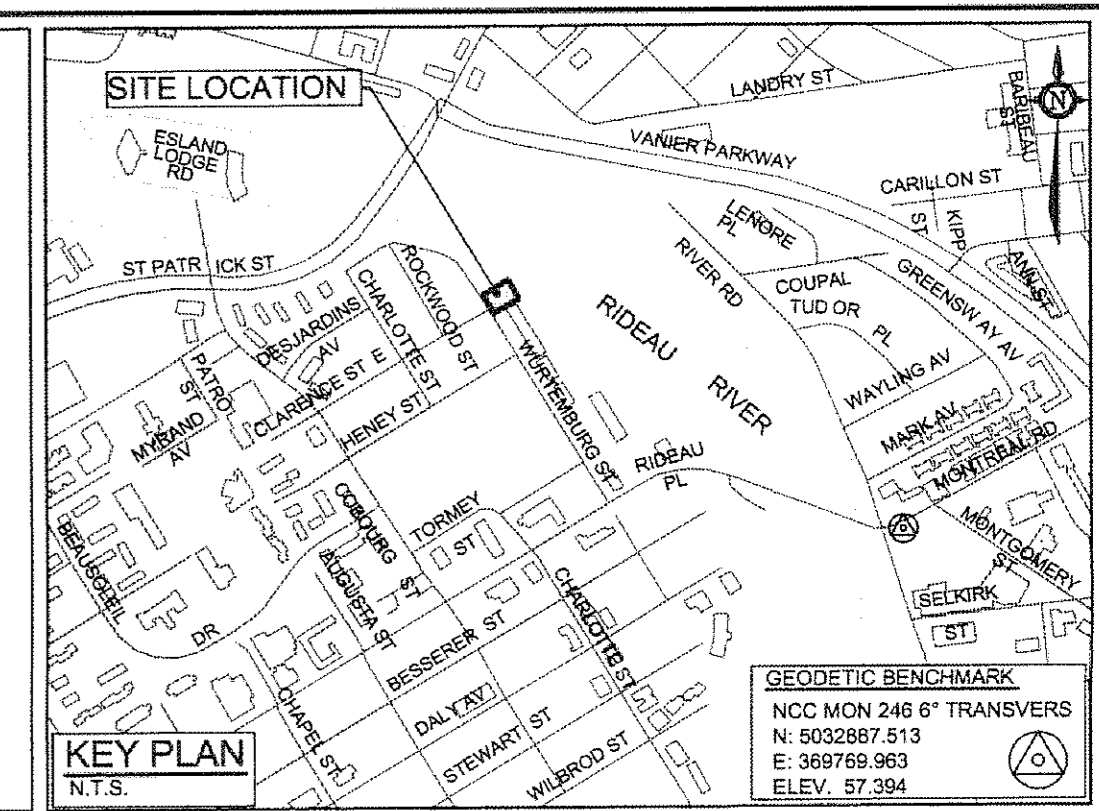 SITE LOCATION
LANDRY ST
BARIBEAU
ST
N
ESLAND
LODGE
RD
VANIER PARKWAY
CARILLON ST
LENORE
PL
ST
KIPP
ST PATR ICK ST
ROCKWOOD ST
RIVER RD
COUPAL
TUD OR
PL
GREENSW AY AV
ANN ST
DESJARDINS
AV
CHARLOTTE ST
RIDEAU
RIVER
WURTEMBURG ST
PATRO
ST
CLARENCE ST E
HENEY ST
WAYLING AV
MYRAND
AV
MARK AV
MONTREAL RD
RIDEAU
PL
COBOURG ST
TORMEY
ST
BEAUSOLEIL
DR
AUGUSTA ST
CHARLOTTE ST
MONTGOMERY
ST
SELKIRK
ST
BESSERER ST
CHAPEL ST
DALY AV
STEWART ST
WILBROD ST
KEY PLAN
N.T.S.
GEODETIC BENCHMARK
NCC MON 246 6° TRANSVERS
N: 5032887.513
E: 369769.963
ELEV. 57.394